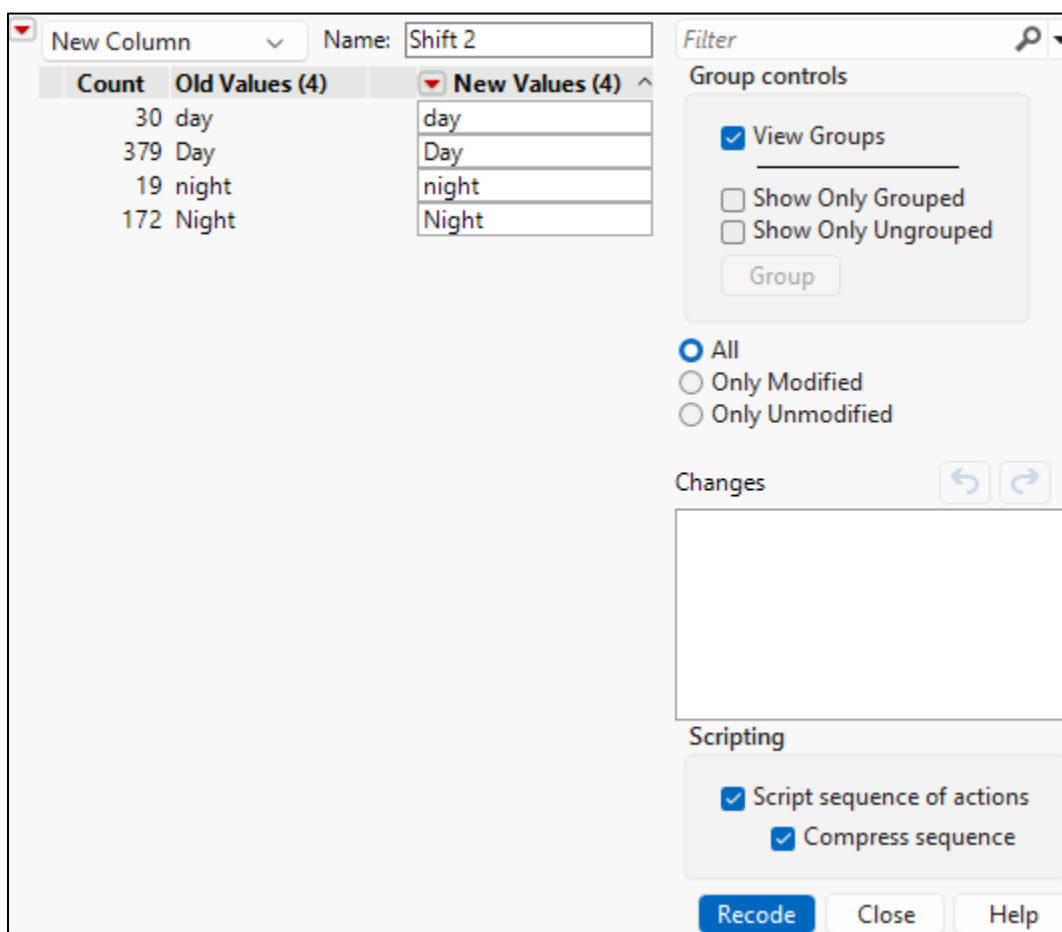 New Column Name: Shift 2
Count Old Values (4) New Values (4)
30 day day
379 Day Day
19 night night
172 Night Night
Filter
Group controls
View Groups
Show Only Grouped
Show Only Ungrouped
Group
All
Only Modified
Only Unmodified
Changes
Scripting
Script sequence of actions
Compress sequence
Recode Close Help